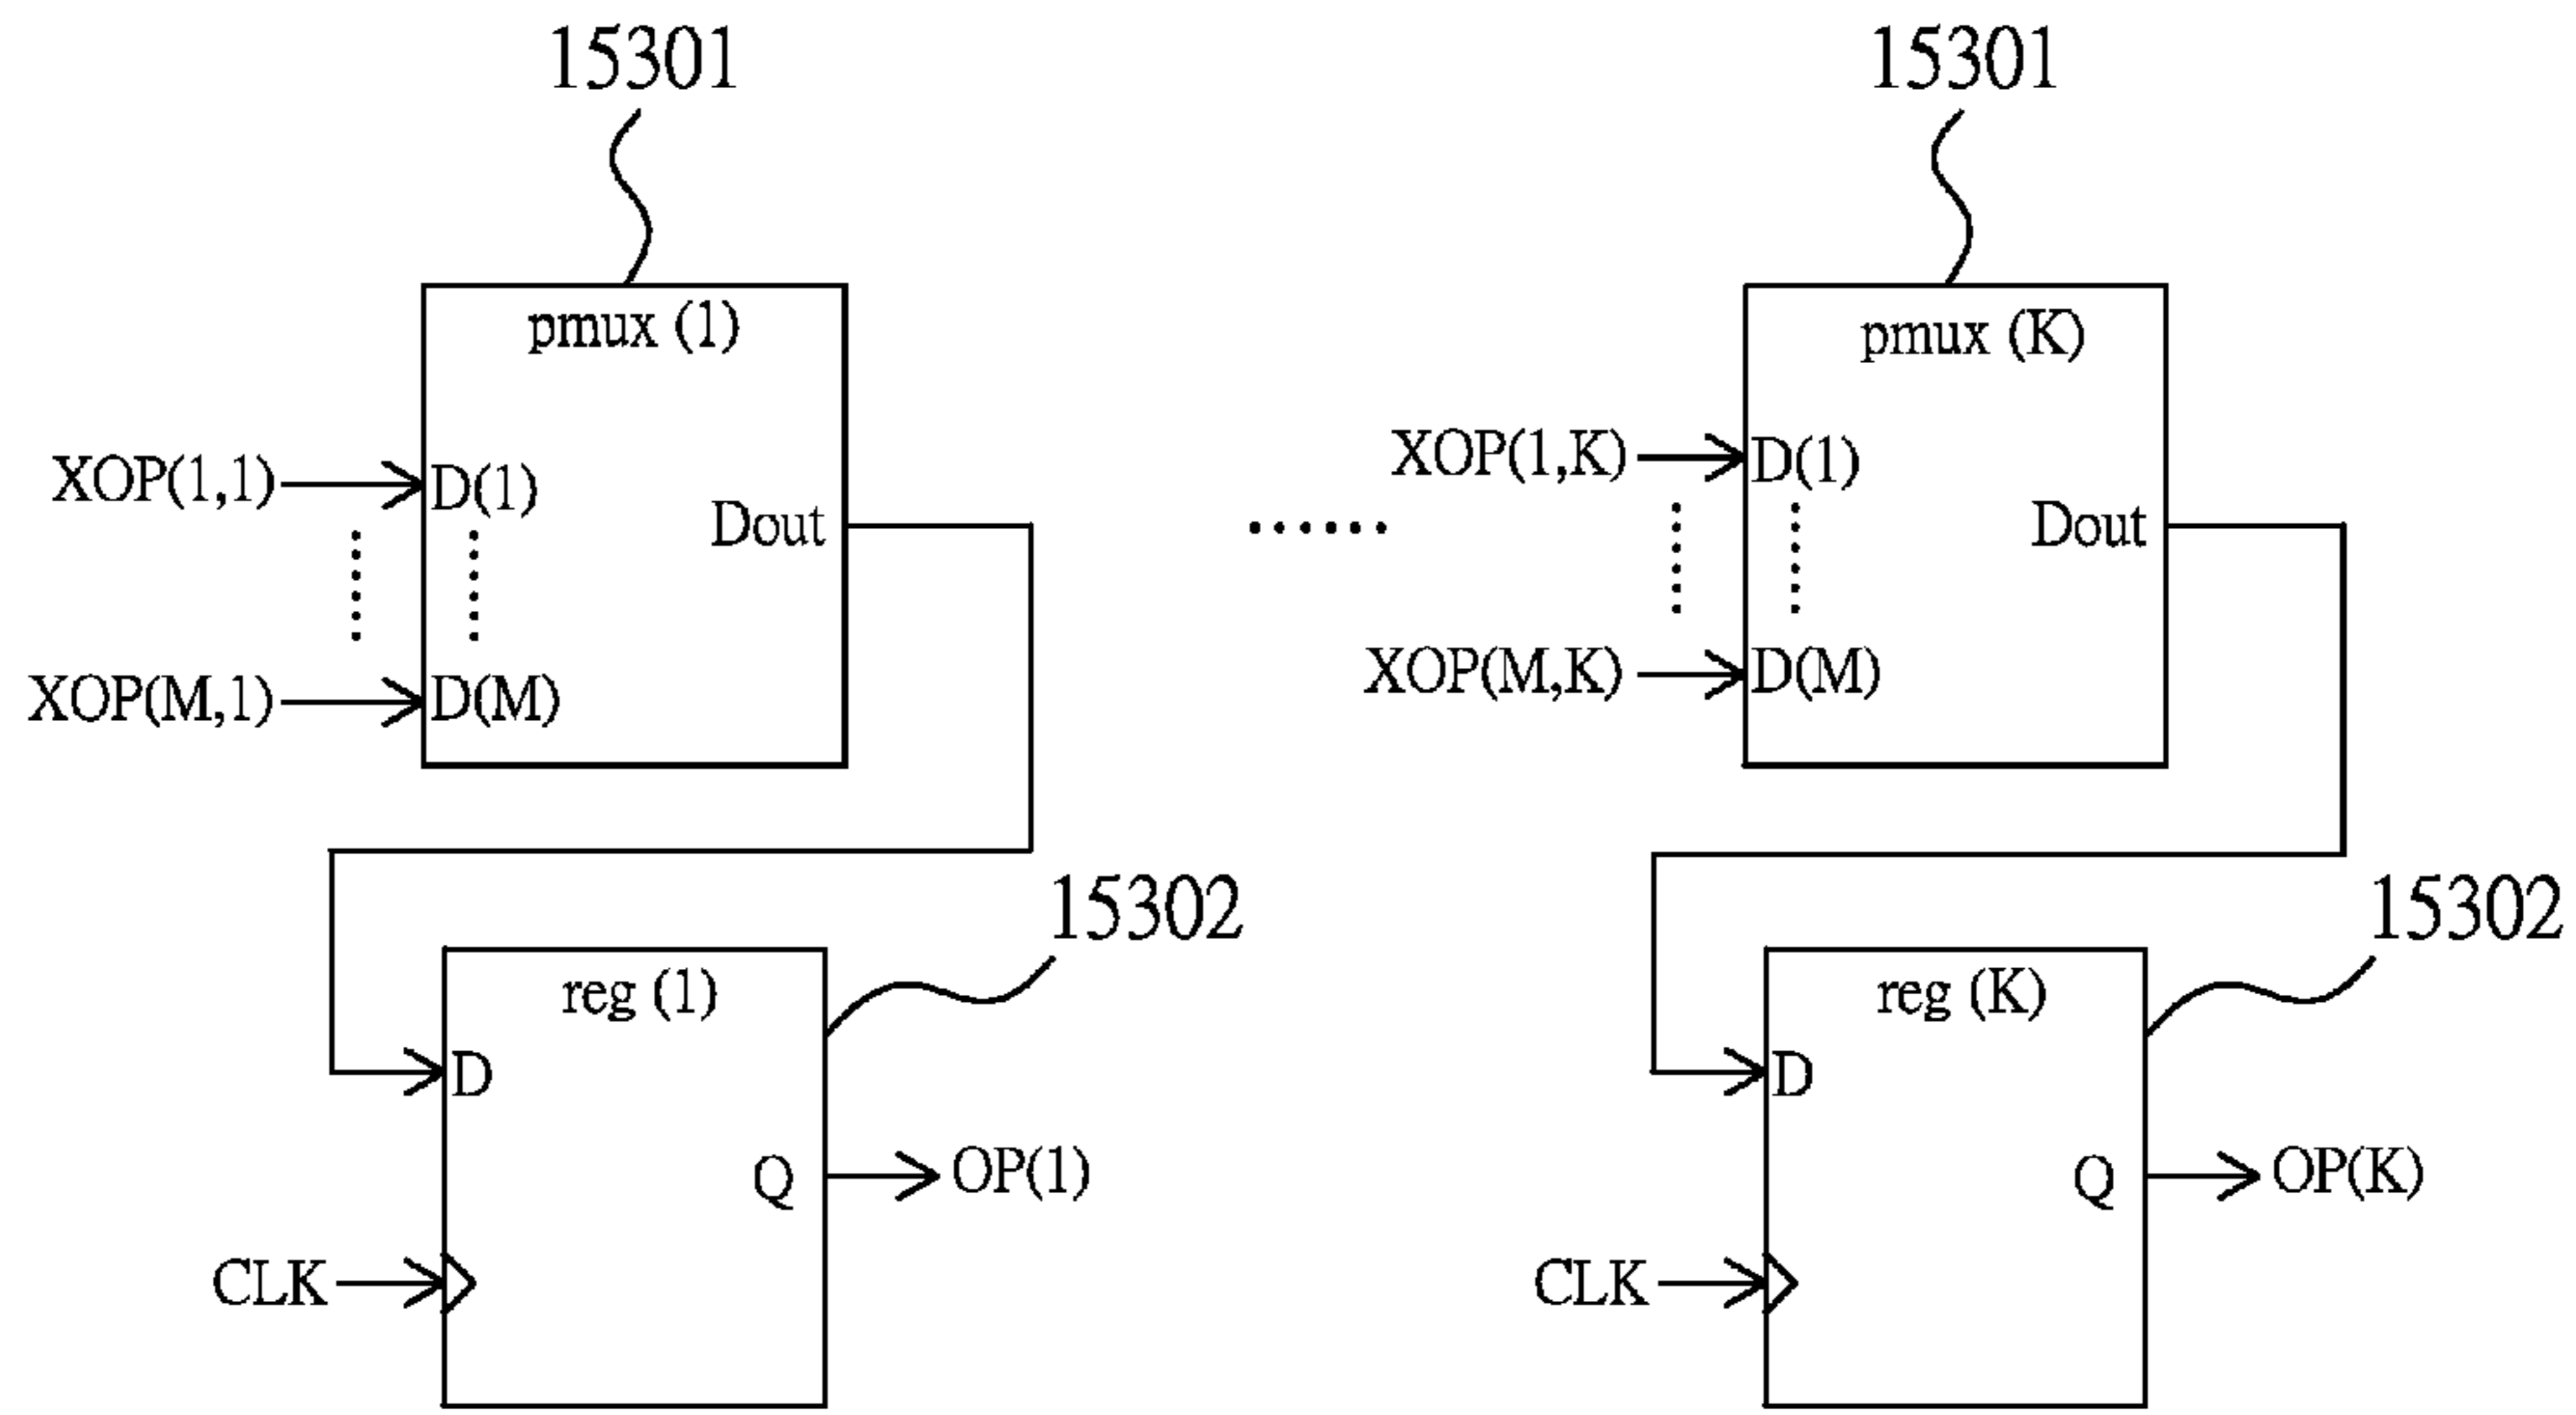 15301
15301
pmux (1)
pmux (K)
XOP(1,1)
D(1)
Dout
XOP(M,1)
D(M)
XOP(1,K)
D(1)
Dout
XOP(M,K)
D(M)
15302
15302
reg (1)
reg (K)
D
Q
OP(1)
CLK
D
Q
OP(K)
CLK